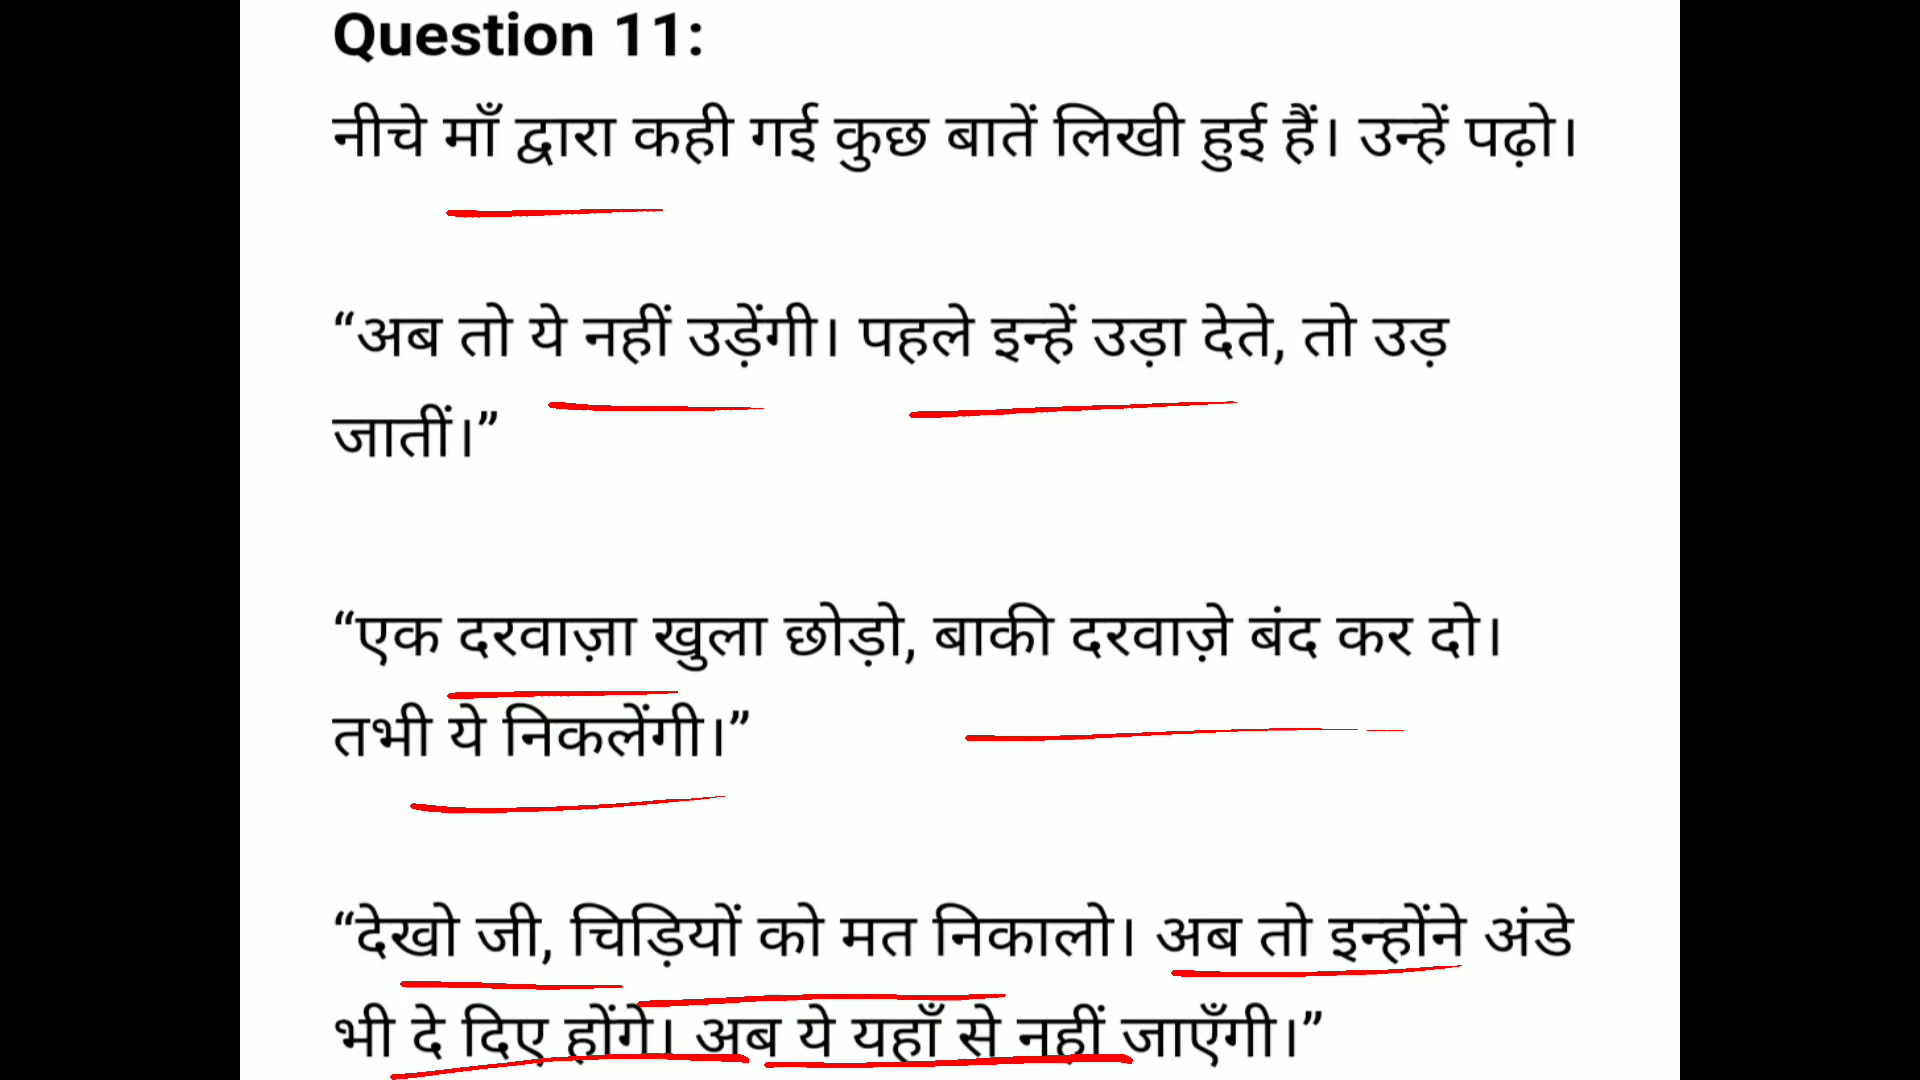 Question 11:
नीचे माँ द्वारा कही गई कुछ बातें लिखी हुई हैं। उन्हें पढ़ो।
“अब तो ये नहीं उड़ेंगी। पहले इन्हें उड़ा देते, तो उड़
जातीं।”
“एक दरवाज़ा खुला छोड़ो, बाकी दरवाज़े बंद कर दो।
तभी ये निकलेंगी।”
“देखो जी, चिड़ियों को मत निकालो। अब तो इन्होंने अंडे
भी दे दिए होंगे। अब ये यहाँ से नहीं जाएँगी।”